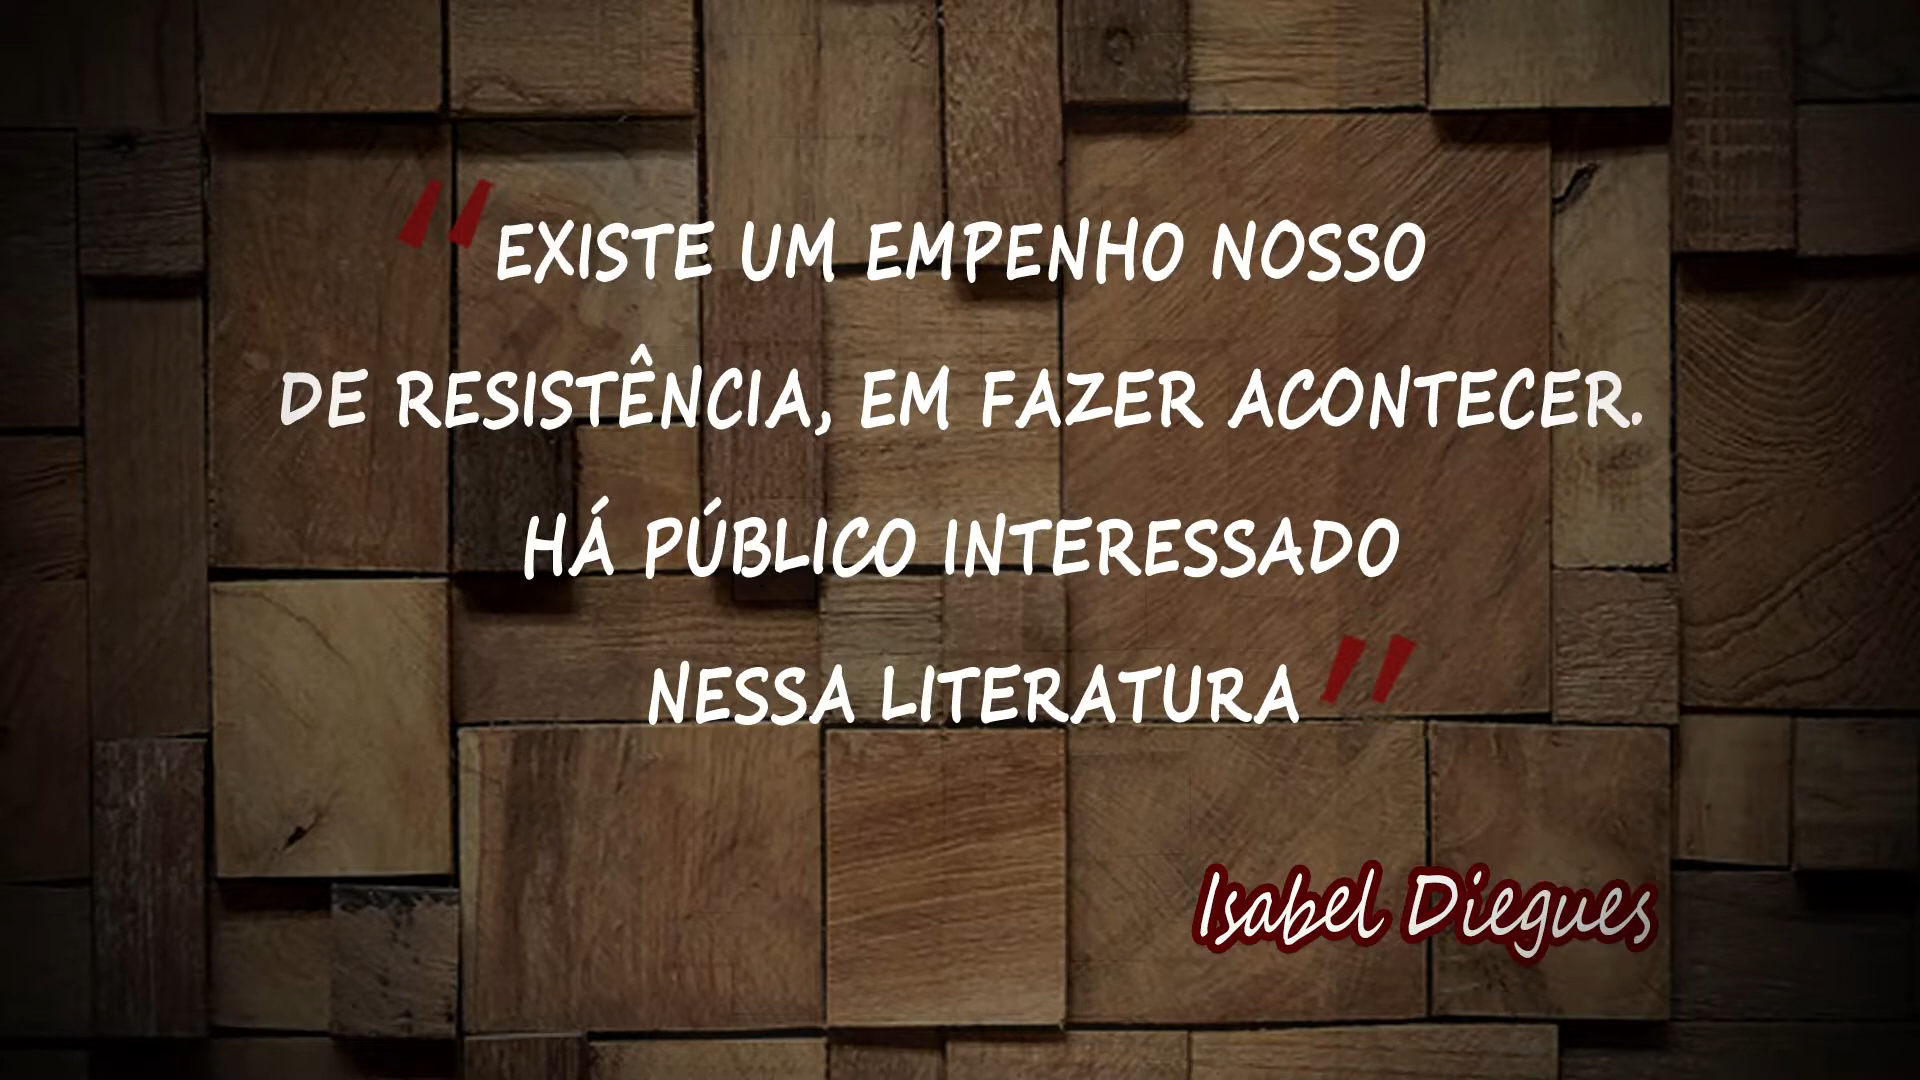 “EXISTE UM EMPENHO NOSSO
DE RESISTÊNCIA, EM FAZER ACONTECER.
HÁ PÚBLICO INTERESSADO
NESSA LITERATURA”
Isabel Diegues